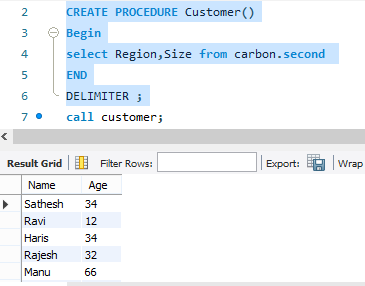 2 CREATE PROCEDURE Customer()
3 Begin
4 select Region,Size from carbon.second
5 END
6 DELIMITER ;
7 call customer;
Result Grid Filter Rows: Export: Wrap
Name Age
Sathesh 34
Ravi 12
Haris 34
Rajesh 32
Manu 66